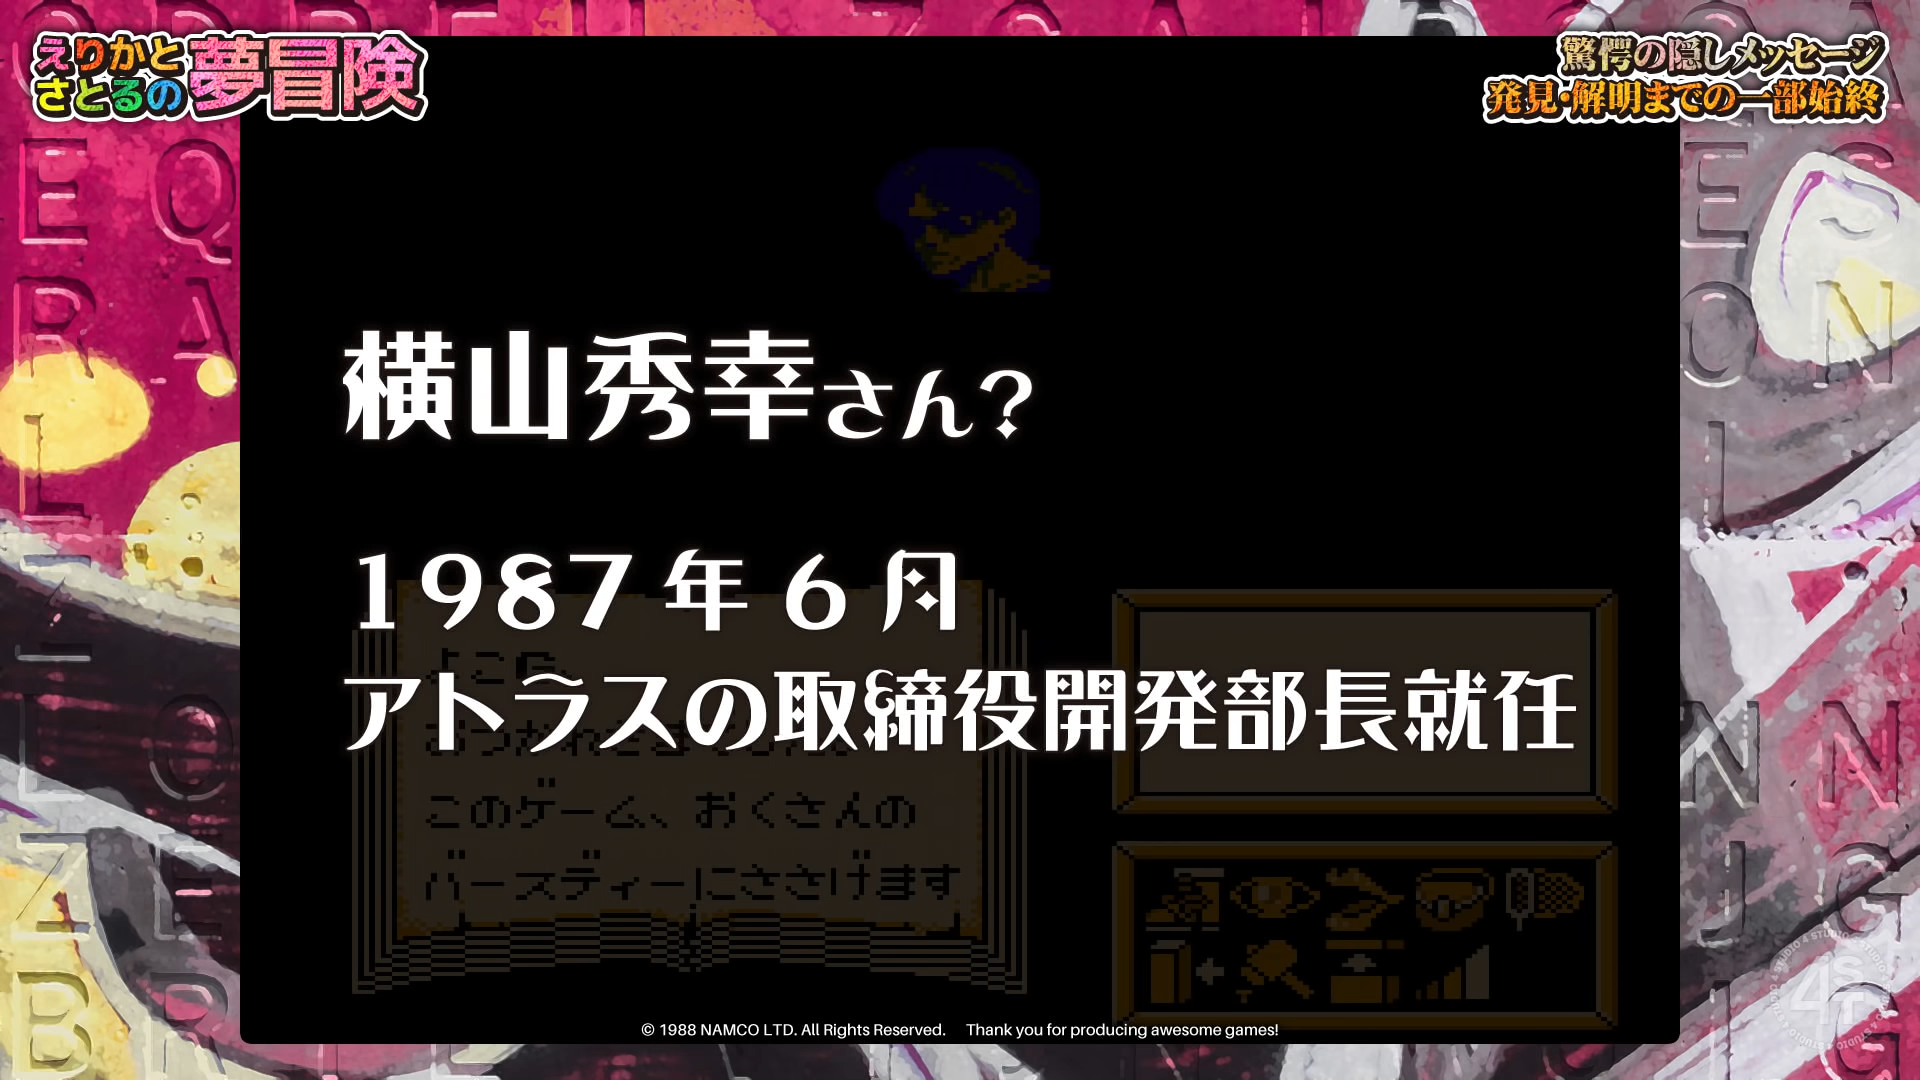 えりかと
さとるの夢冒険
驚愕の隠しメッセージ
発見・解明までの一部始終
横山秀幸さん?
1987年6月
アトラスの取締役開発部長就任
このゲーム、おくさんの
バースディーにささげます
© 1988 NAMCO LTD. All Rights Reserved. Thank you for producing awesome games!